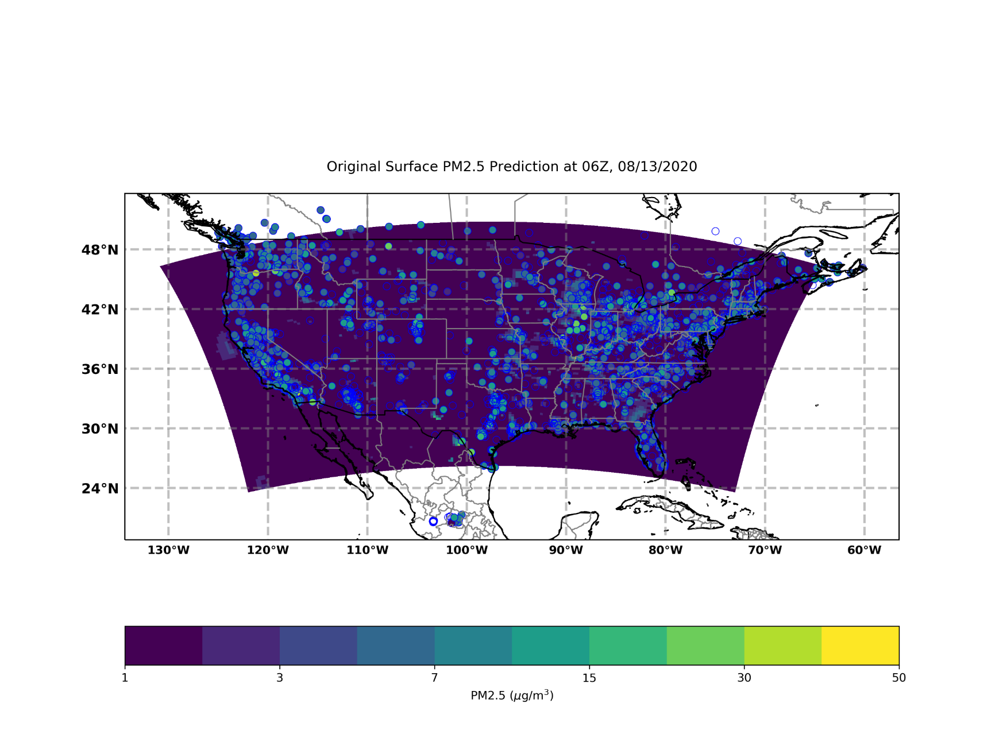 Original Surface PM2.5 Prediction at 06Z, 08/13/2020
48°N
42°N
36°N
30°N
24°N
130°W 120°W 110°W 100°W 90°W 80°W 70°W 60°W
1 3 7 15 30 50
PM2.5 (μg/m³)